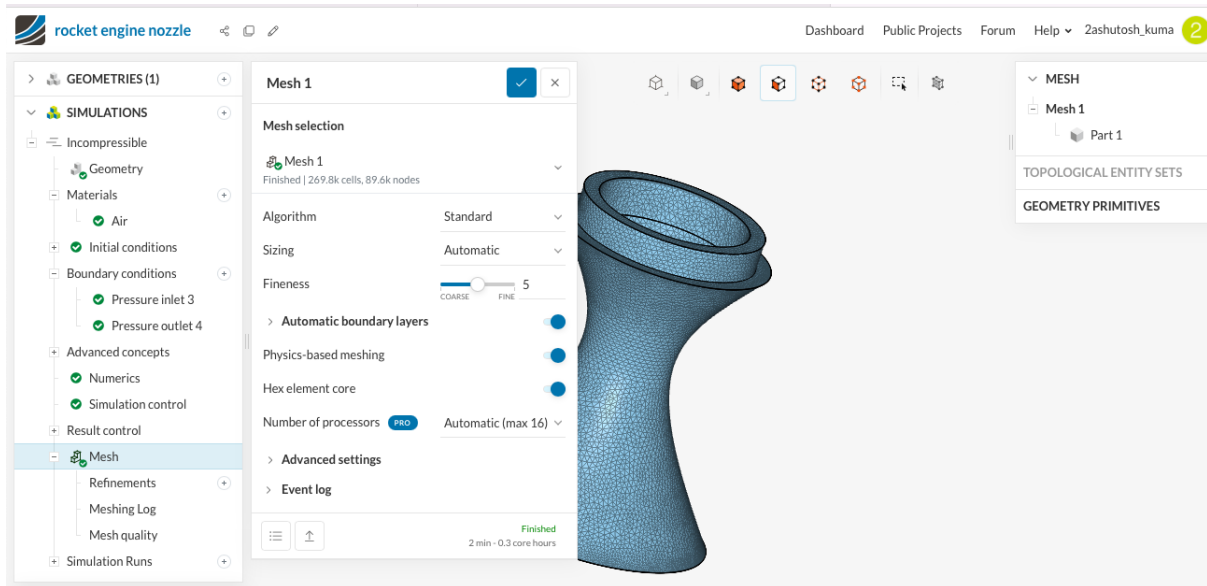 rocket engine nozzle
Dashboard Public Projects Forum Help 2ashutosh_kuma 2
GEOMETRIES (1)
SIMULATIONS
Incompressible
Geometry
Materials
Air
Initial conditions
Boundary conditions
Pressure inlet 3
Pressure outlet 4
Advanced concepts
Numerics
Simulation control
Result control
Mesh
Refinements
Meshing Log
Mesh quality
Simulation Runs
Mesh 1
Mesh selection
Mesh 1
Finished | 269.8k cells, 89.6k nodes
Algorithm Standard
Sizing Automatic
Fineness 5
COARSE FINE
Automatic boundary layers
Physics-based meshing
Hex element core
Number of processors PRO Automatic (max 16)
Advanced settings
Event log
Finished
2 min - 0.3 core hours
MESH
Mesh 1
Part 1
TOPOLOGICAL ENTITY SETS
GEOMETRY PRIMITIVES